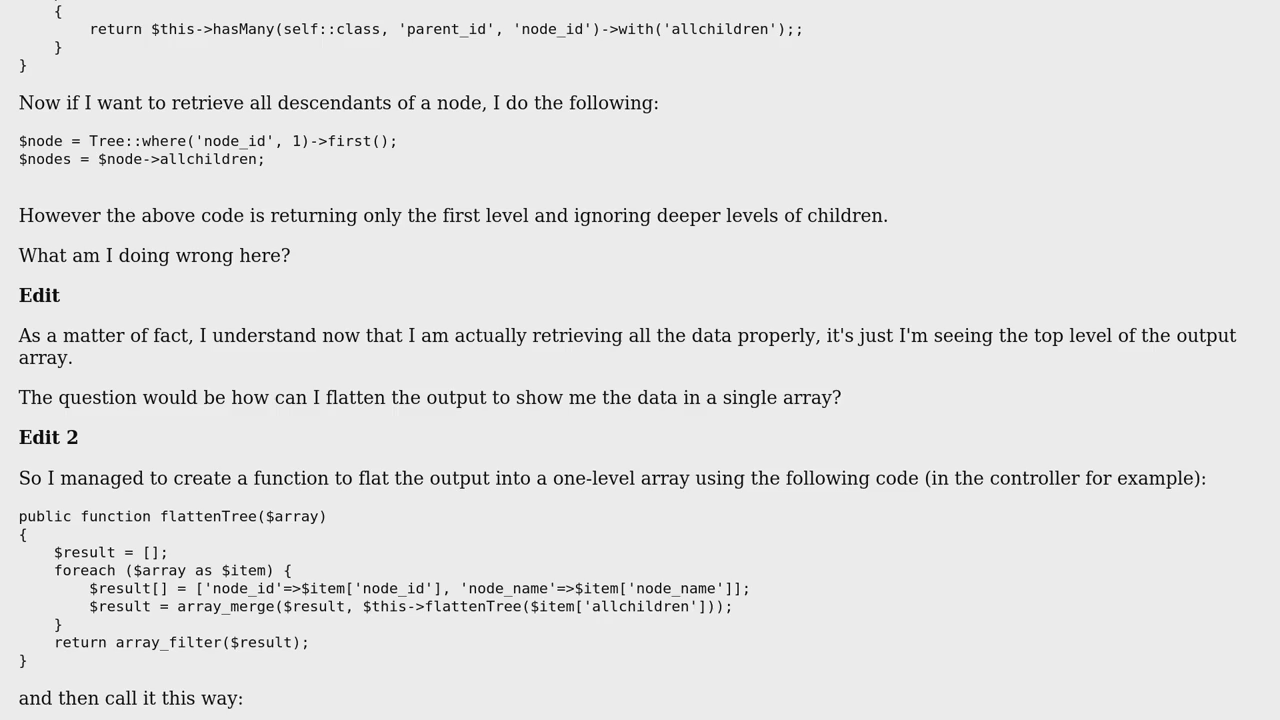 {
return $this->hasMany(self::class, 'parent_id', 'node_id')->with('allchildren');;
}
}
Now if I want to retrieve all descendants of a node, I do the following:
$node = Tree::where('node_id', 1)->first();
$nodes = $node->allchildren;
However the above code is returning only the first level and ignoring deeper levels of children.
What am I doing wrong here?
Edit
As a matter of fact, I understand now that I am actually retrieving all the data properly, it's just I'm seeing the top level of the output
array.
The question would be how can I flatten the output to show me the data in a single array?
Edit 2
So I managed to create a function to flat the output into a one-level array using the following code (in the controller for example):
public function flattenTree($array)
{
$result = [];
foreach ($array as $item) {
$result[] = ['node_id'=>$item['node_id'], 'node_name'=>$item['node_name']];
$result = array_merge($result, $this->flattenTree($item['allchildren']));
}
return array_filter($result);
}
and then call it this way: